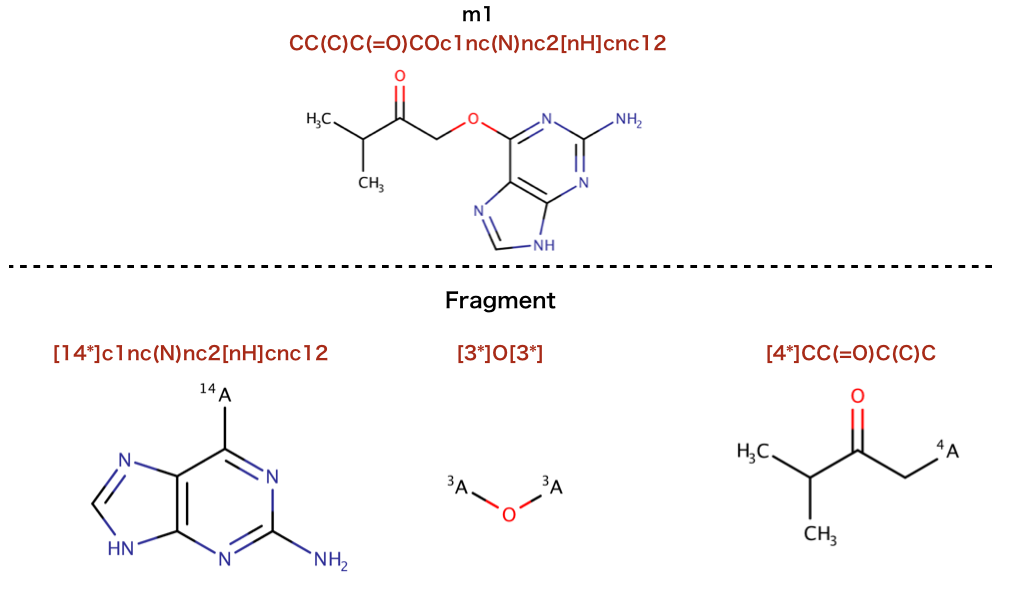 m1
CC(C)C(=O)COc1nc(N)nc2[nH]cnc12
O
H₃C
O
N
NH₂
CH₃
N
N
NH
Fragment
[14*]c1nc(N)nc2[nH]cnc12
[3*]O[3*]
[4*]CC(=O)C(C)C
¹⁴A
O
N
N
³A
³A
H₃C
⁴A
O
HN
N
NH₂
CH₃